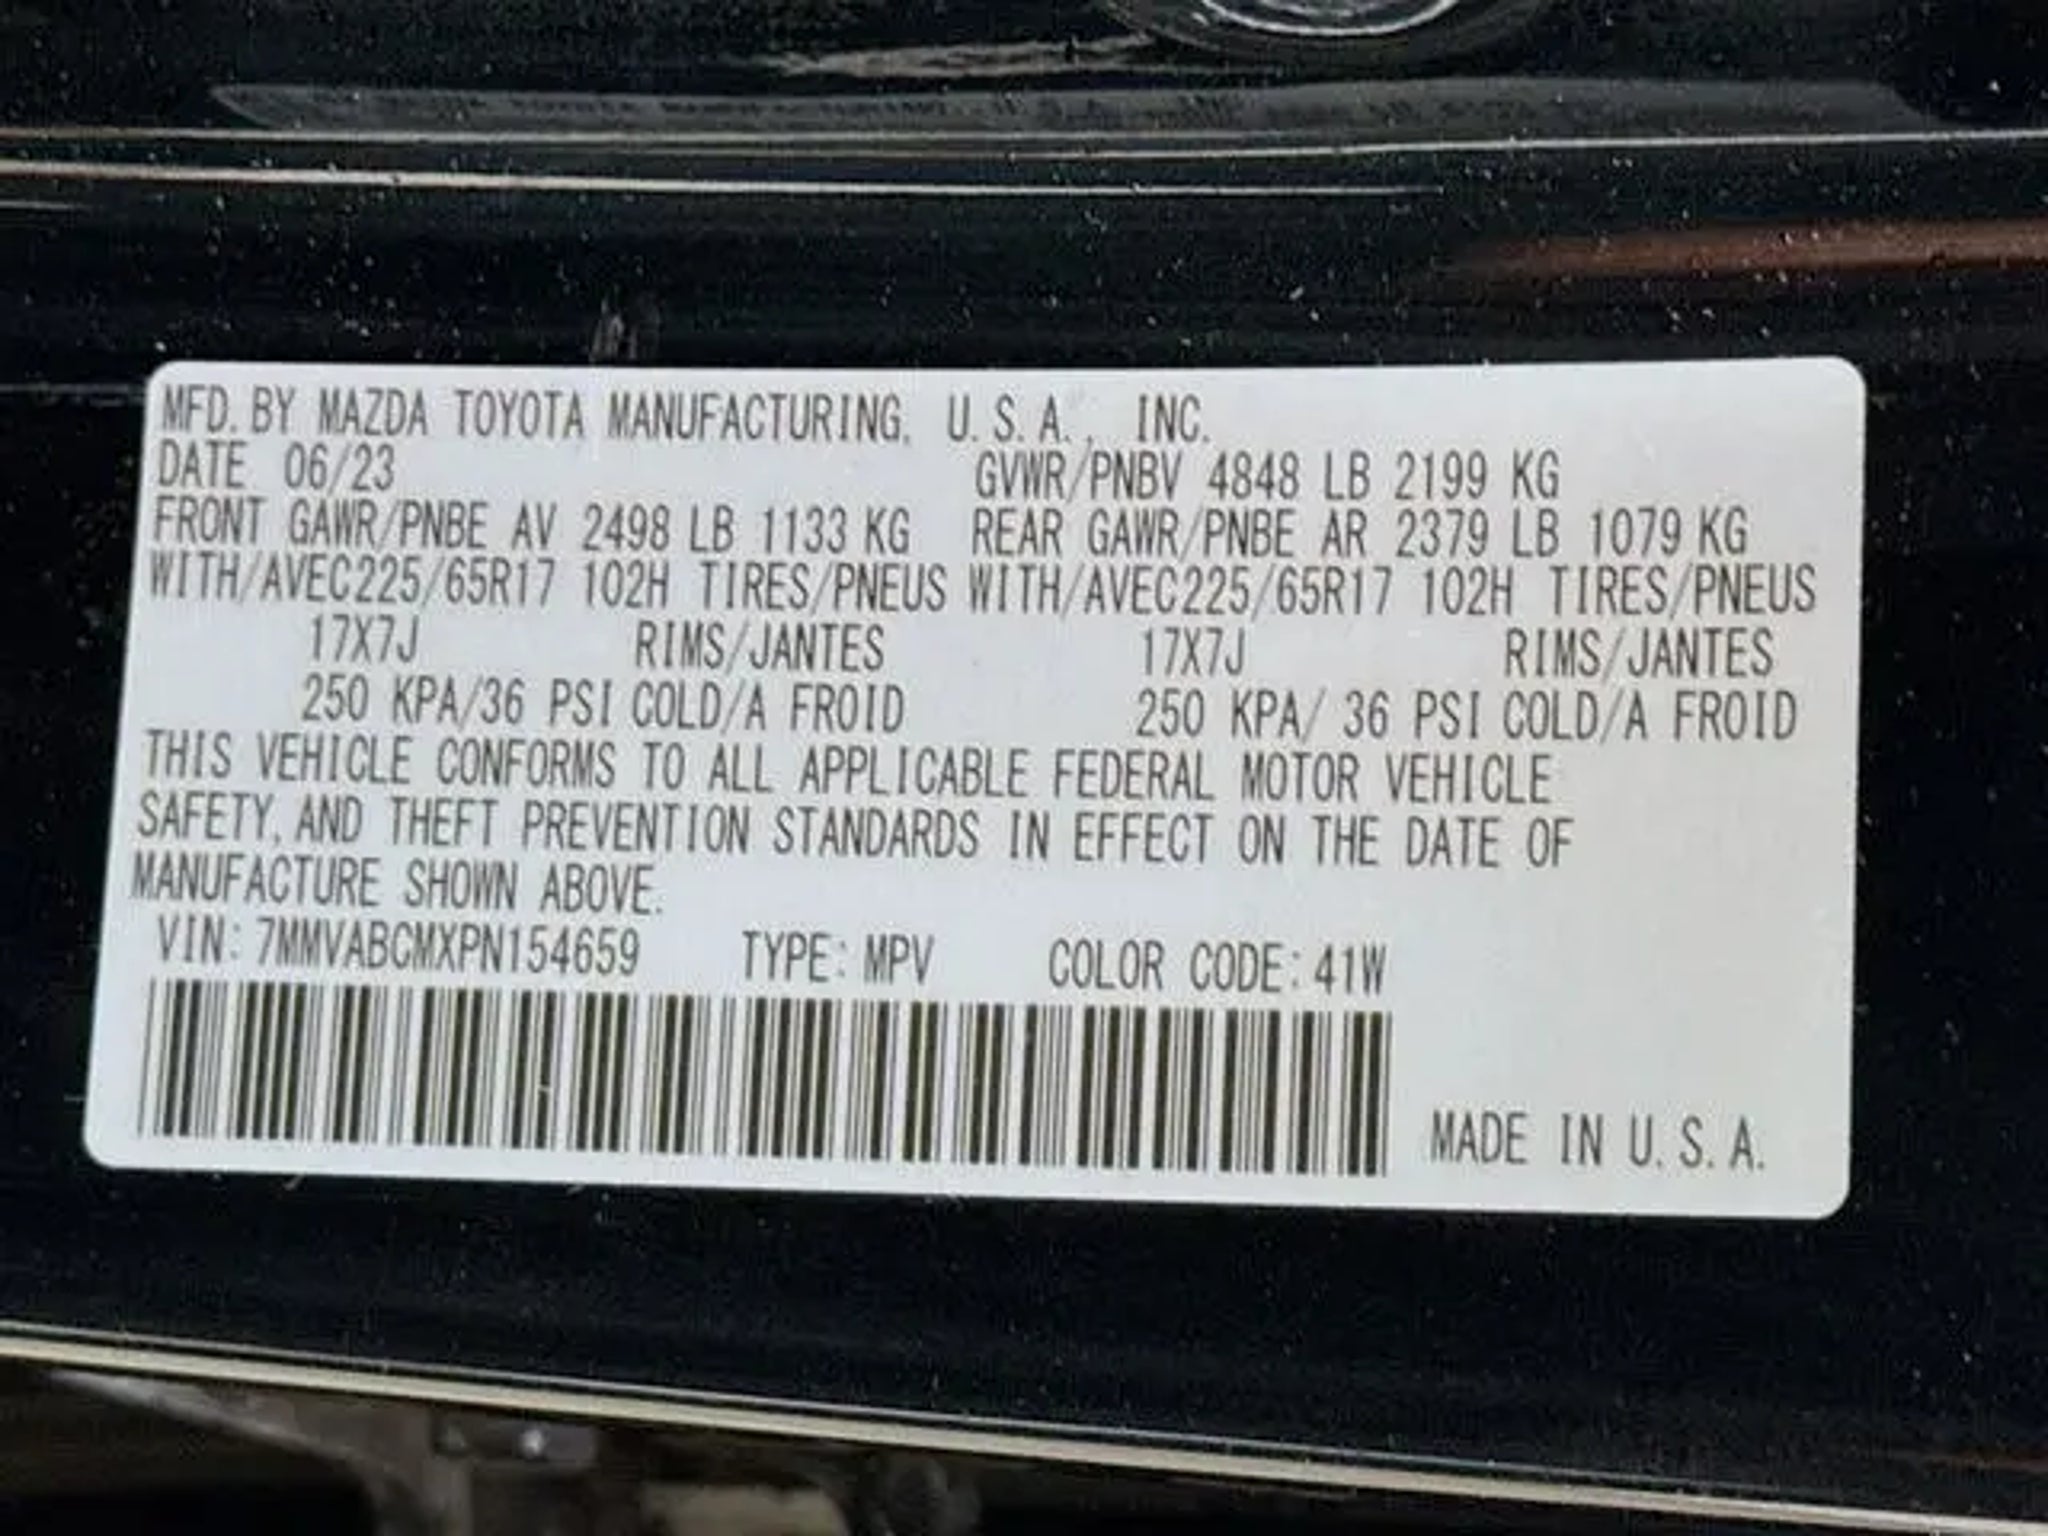 MFD. BY MAZDA TOYOTA MANUFACTURING, U.S.A., INC.
DATE 06/23 GVWR/PNBV 4848 LB 2199 KG
FRONT GAWR/PNBE AV 2498 LB 1133 KG REAR GAWR/PNBE AR 2379 LB 1079 KG
WITH/AVEC225/65R17 102H TIRES/PNEUS WITH/AVEC225/65R17 102H TIRES/PNEUS
17X7J RIMS/JANTES 17X7J RIMS/JANTES
250 KPA/36 PSI COLD/A FROID 250 KPA/ 36 PSI COLD/A FROID
THIS VEHICLE CONFORMS TO ALL APPLICABLE FEDERAL MOTOR VEHICLE
SAFETY, AND THEFT PREVENTION STANDARDS IN EFFECT ON THE DATE OF
MANUFACTURE SHOWN ABOVE.
VIN: 7MMVABCMXPN154659 TYPE: MPV COLOR CODE: 41W
MADE IN U.S.A.